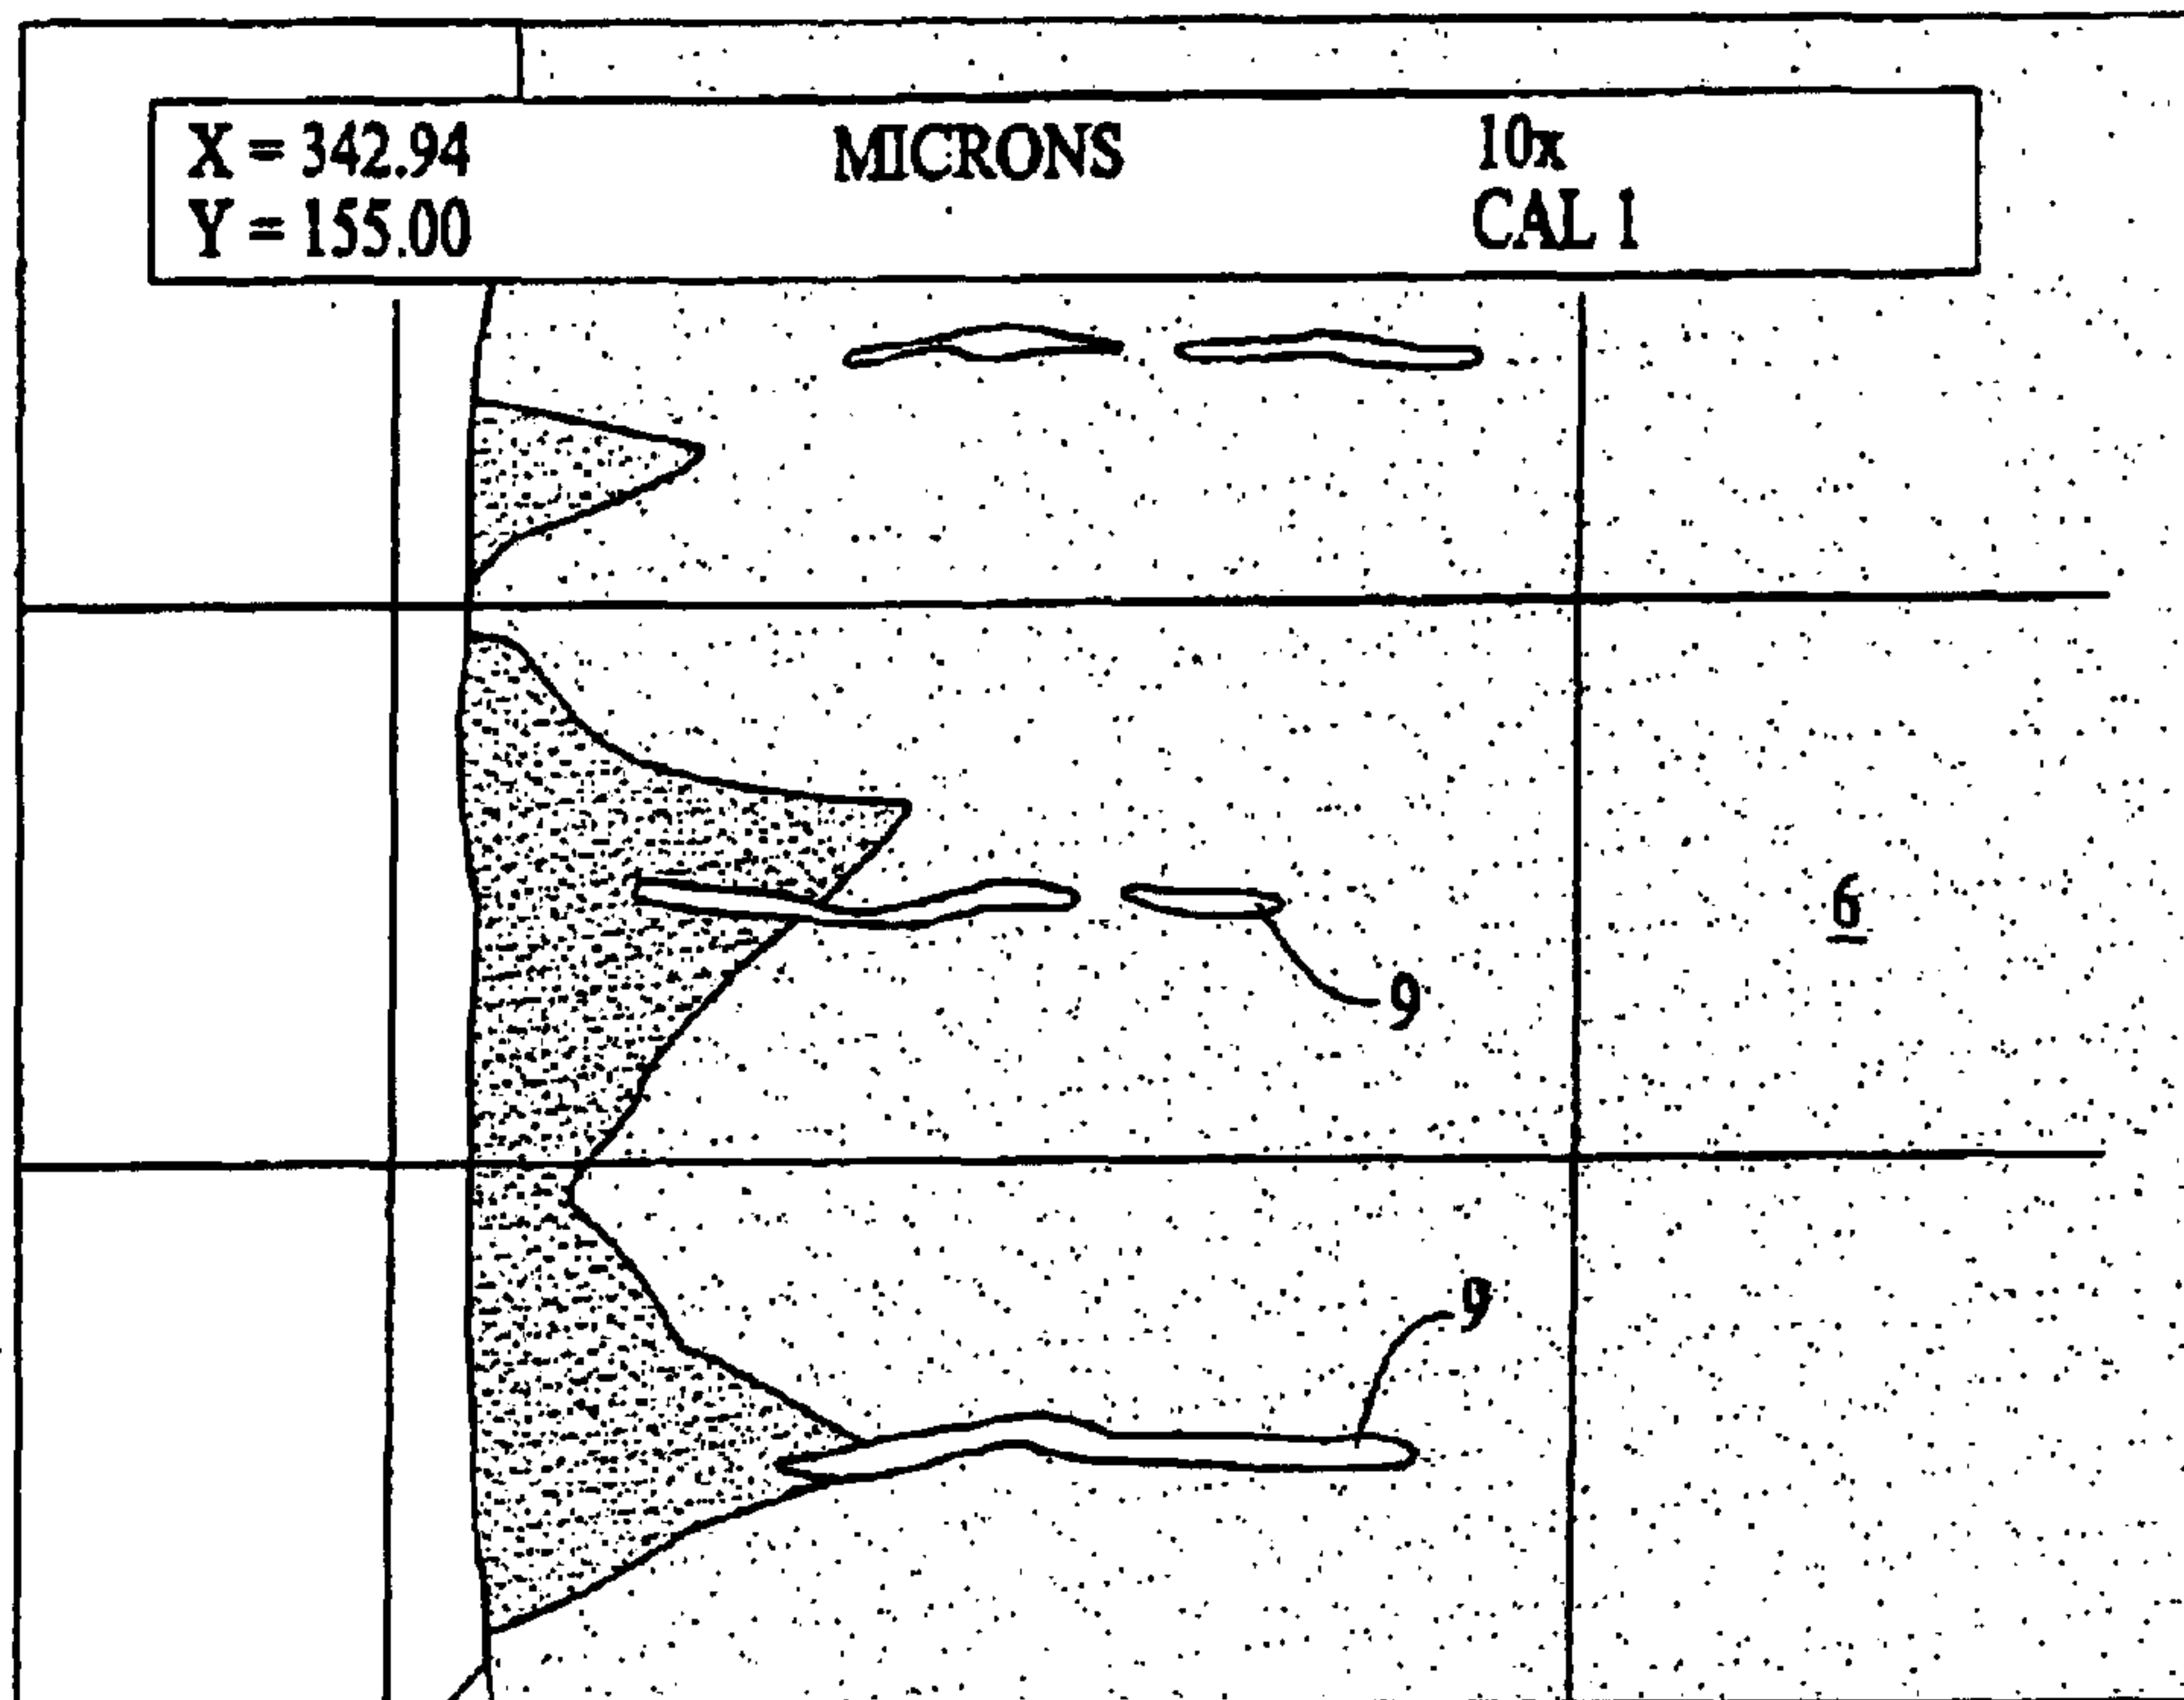 X = 342.94 MICRONS 10x
Y = 155.00 CAL 1
6
9
9